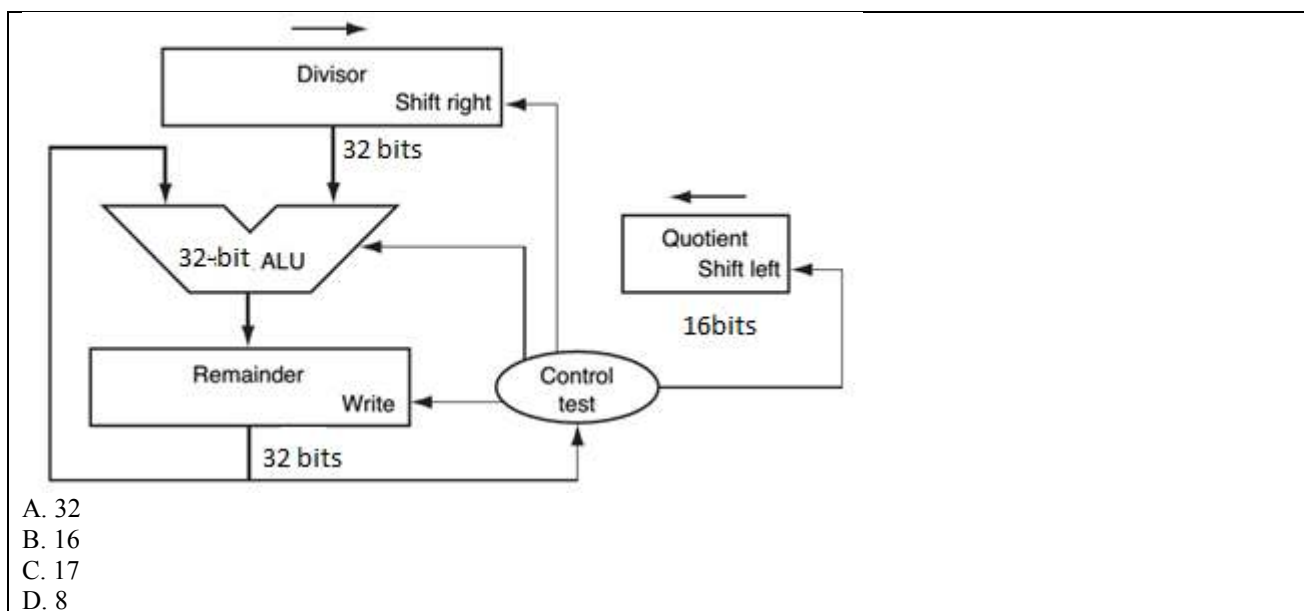 Divisor
Shift right
32 bits
32-bit ALU
Quotient
Shift left
16bits
Remainder
Write
Control
test
32 bits
A. 32
B. 16
C. 17
D. 8